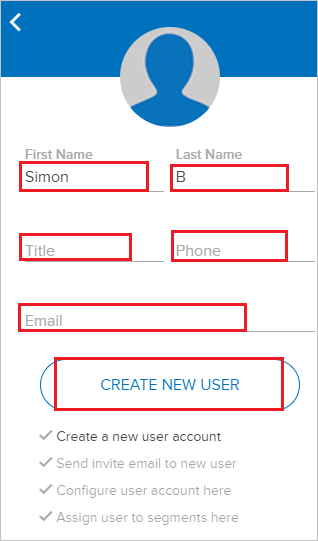 First Name Last Name
Simon B
Title Phone
Email
CREATE NEW USER
Create a new user account
Send invite email to new user
Configure user account here
Assign user to segments here